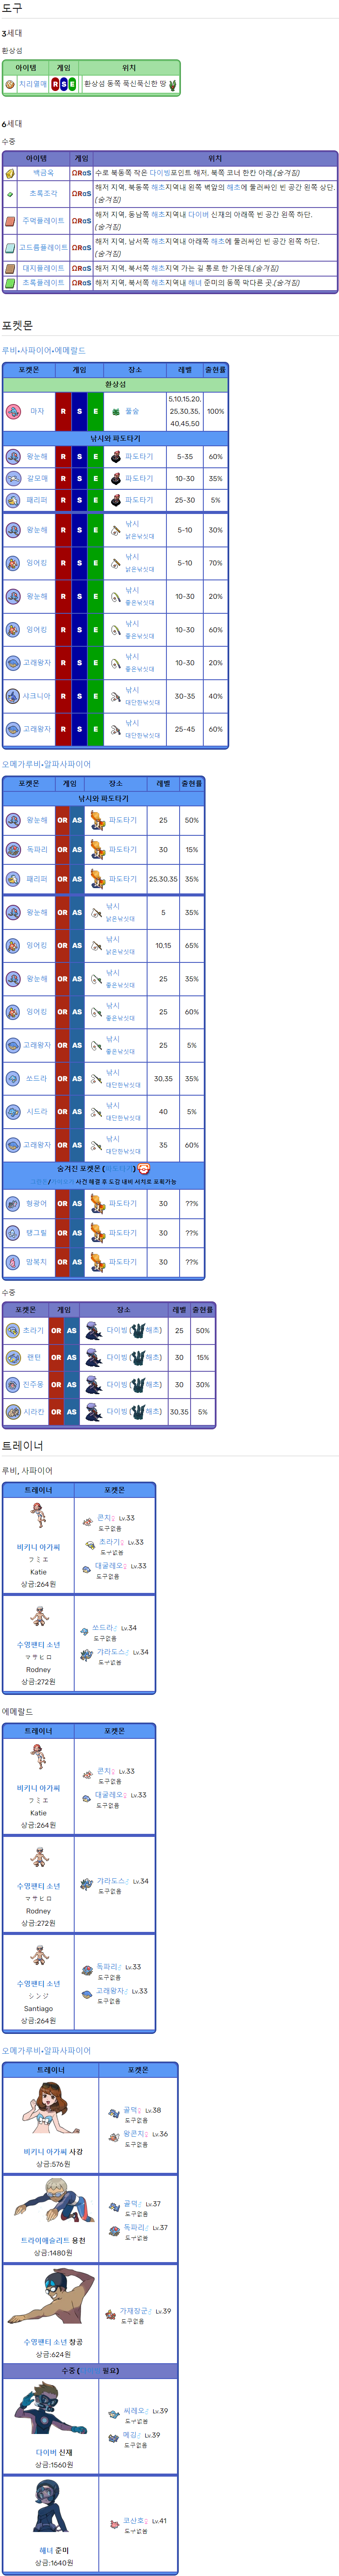 도구
3세대
환상섬
아이템 게임 위치
치리열매 R S E 환상섬 동쪽 푹신푹신한 땅
6세대
수중
아이템 게임 위치
백금옥 ΩRαS 수로 북동쪽 작은 다이빙포인트 해저, 북쪽 코너 한칸 아래.(숨겨짐)
초록조각 ΩRαS 해저 지역, 북동쪽 해초지역내 왼쪽 벽앞의 해초에 둘러싸인 빈 공간 왼쪽 상단.
(숨겨짐)
주먹플레이트 ΩRαS 해저 지역, 동남쪽 해초지역내 다이버 신재의 아래쪽 빈 공간 왼쪽 하단.
(숨겨짐)
고드름플레이트 ΩRαS 해저 지역, 남서쪽 해초지역내 아래쪽 해초에 둘러싸인 빈 공간 왼쪽 하단.
(숨겨짐)
대지플레이트 ΩRαS 해저 지역, 북서쪽 해초지역 가는 길 통로 한 가운데.(숨겨짐)
초록플레이트 ΩRαS 해저 지역, 북서쪽 해초지역내 해녀 준미의 동쪽 막다른 곳.(숨겨짐)
포켓몬
루비·사파이어·에메랄드
포켓몬 게임 장소 레벨 출현률
환상섬
마자 R S E 풀숲 5,10,15,20,
25,30,35,
40,45,50 100%
낚시와 파도타기
왕눈해 R S E 파도타기 5-35 60%
갈모매 R S E 파도타기 10-30 35%
패리퍼 R S E 파도타기 25-30 5%
왕눈해 R S E 낚시
낡은낚싯대 5-10 30%
잉어킹 R S E 낚시
낡은낚싯대 5-10 70%
왕눈해 R S E 낚시
좋은낚싯대 10-30 20%
잉어킹 R S E 낚시
좋은낚싯대 10-30 60%
고래왕자 R S E 낚시
좋은낚싯대 10-30 20%
샤크니아 R S E 낚시
대단한낚싯대 30-35 40%
고래왕자 R S E 낚시
대단한낚싯대 25-45 60%
오메가루비·알파사파이어
포켓몬 게임 장소 레벨 출현률
낚시와 파도타기
왕눈해 OR AS 파도타기 25 50%
독파리 OR AS 파도타기 30 15%
패리퍼 OR AS 파도타기 25,30,35 35%
왕눈해 OR AS 낚시
낡은낚싯대 5 35%
잉어킹 OR AS 낚시
낡은낚싯대 10,15 65%
왕눈해 OR AS 낚시
좋은낚싯대 25 35%
잉어킹 OR AS 낚시
좋은낚싯대 25 60%
고래왕자 OR AS 낚시
좋은낚싯대 25 5%
쏘드라 OR AS 낚시
대단한낚싯대 30,35 35%
시드라 OR AS 낚시
대단한낚싯대 40 5%
고래왕자 OR AS 낚시
대단한낚싯대 35 60%
숨겨진 포켓몬 (파도타기)
사건 해결 후 도감 내비 서치로 포획가능
형광어 OR AS 파도타기 30 ??%
탱그릴 OR AS 파도타기 30 ??%
맘복치 OR AS 파도타기 30 ??%
수중
포켓몬 게임 장소 레벨 출현률
초라기 OR AS 다이빙 (해초) 25 50%
랜턴 OR AS 다이빙 (해초) 30 15%
진주몽 OR AS 다이빙 (해초) 30 30%
시라칸 OR AS 다이빙 (해초) 30,35 5%
트레이너
루비, 사파이어
트레이너 포켓몬
비키니 아가씨
フミエ
Katie
상금:264원
콘치♀ Lv.33
도구없음
초라기♀ Lv.33
도구없음
대굴레오♀ Lv.33
도구없음
수영팬티 소년
マサヒロ
Rodney
상금:272원
쏘드라♂ Lv.34
도구없음
갸라도스♂ Lv.34
도구없음
에메랄드
트레이너 포켓몬
비키니 아가씨
フミエ
Katie
상금:264원
콘치♀ Lv.33
도구없음
대굴레오♀ Lv.33
도구없음
수영팬티 소년
マサヒロ
Rodney
상금:272원
갸라도스♂ Lv.34
도구없음
수영팬티 소년
シンジ
Santiago
상금:264원
독파리♂ Lv.33
도구없음
고래왕자♂ Lv.33
도구없음
오메가루비·알파사파이어
트레이너 포켓몬
비키니 아가씨 사강
상금:576원
골덕♀ Lv.38
도구없음
왕콘치♀ Lv.36
도구없음
트라이애슬리트 용천
상금:1480원
골덕♂ Lv.37
도구없음
독파리♂ Lv.37
도구없음
수영팬티 소년 창공
상금:624원
가재장군♂ Lv.39
도구없음
수중 (다이빙 필요)
다이버 신재
상금:1560원
씨레오♂ Lv.39
도구없음
메깅♂ Lv.39
도구없음
해녀 준미
상금:1640원
코산호♀ Lv.41
도구없음